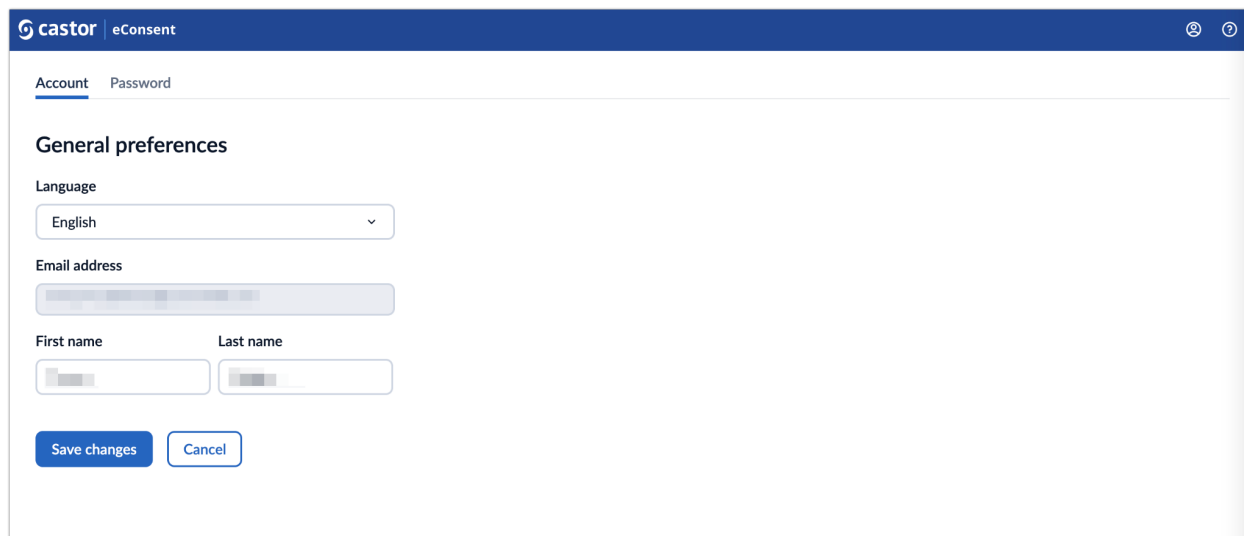 castor eConsent
Account Password
General preferences
Language
English
Email address
First name Last name
Save changes Cancel